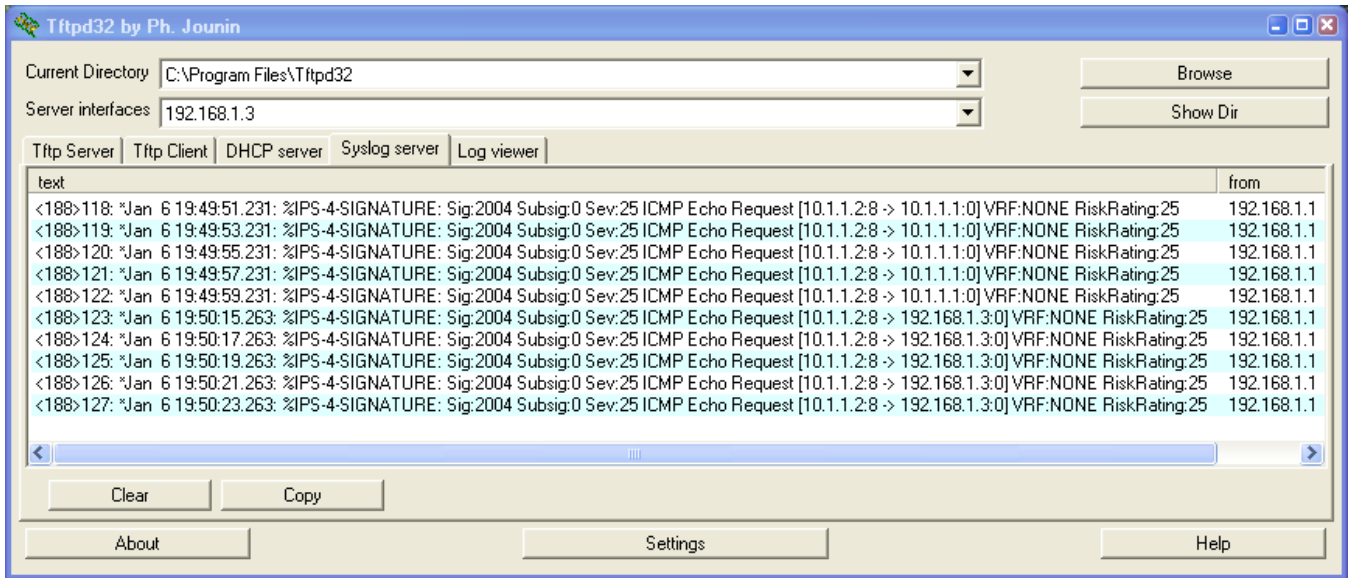 Tftpd32 by Ph. Jounin
Current Directory C:\Program Files\Tftpd32 Browse
Server interfaces 192.168.1.3 Show Dir
Tftp Server Tftp Client DHCP server Syslog server Log viewer
text from
<188>118: *Jan 6 19:49:51.231: %IPS-4-SIGNATURE: Sig:2004 Subsig:0 Sev:25 ICMP Echo Request [10.1.1.2:8 -> 10.1.1.1:0] VRF:NONE RiskRating:25 192.168.1.1
<188>119: *Jan 6 19:49:53.231: %IPS-4-SIGNATURE: Sig:2004 Subsig:0 Sev:25 ICMP Echo Request [10.1.1.2:8 -> 10.1.1.1:0] VRF:NONE RiskRating:25 192.168.1.1
<188>120: *Jan 6 19:49:55.231: %IPS-4-SIGNATURE: Sig:2004 Subsig:0 Sev:25 ICMP Echo Request [10.1.1.2:8 -> 10.1.1.1:0] VRF:NONE RiskRating:25 192.168.1.1
<188>121: *Jan 6 19:49:57.231: %IPS-4-SIGNATURE: Sig:2004 Subsig:0 Sev:25 ICMP Echo Request [10.1.1.2:8 -> 10.1.1.1:0] VRF:NONE RiskRating:25 192.168.1.1
<188>122: *Jan 6 19:49:59.231: %IPS-4-SIGNATURE: Sig:2004 Subsig:0 Sev:25 ICMP Echo Request [10.1.1.2:8 -> 10.1.1.1:0] VRF:NONE RiskRating:25 192.168.1.1
<188>123: *Jan 6 19:50:15.263: %IPS-4-SIGNATURE: Sig:2004 Subsig:0 Sev:25 ICMP Echo Request [10.1.1.2:8 -> 192.168.1.3:0] VRF:NONE RiskRating:25 192.168.1.1
<188>124: *Jan 6 19:50:17.263: %IPS-4-SIGNATURE: Sig:2004 Subsig:0 Sev:25 ICMP Echo Request [10.1.1.2:8 -> 192.168.1.3:0] VRF:NONE RiskRating:25 192.168.1.1
<188>125: *Jan 6 19:50:19.263: %IPS-4-SIGNATURE: Sig:2004 Subsig:0 Sev:25 ICMP Echo Request [10.1.1.2:8 -> 192.168.1.3:0] VRF:NONE RiskRating:25 192.168.1.1
<188>126: *Jan 6 19:50:21.263: %IPS-4-SIGNATURE: Sig:2004 Subsig:0 Sev:25 ICMP Echo Request [10.1.1.2:8 -> 192.168.1.3:0] VRF:NONE RiskRating:25 192.168.1.1
<188>127: *Jan 6 19:50:23.263: %IPS-4-SIGNATURE: Sig:2004 Subsig:0 Sev:25 ICMP Echo Request [10.1.1.2:8 -> 192.168.1.3:0] VRF:NONE RiskRating:25 192.168.1.1
Clear Copy
About Settings Help